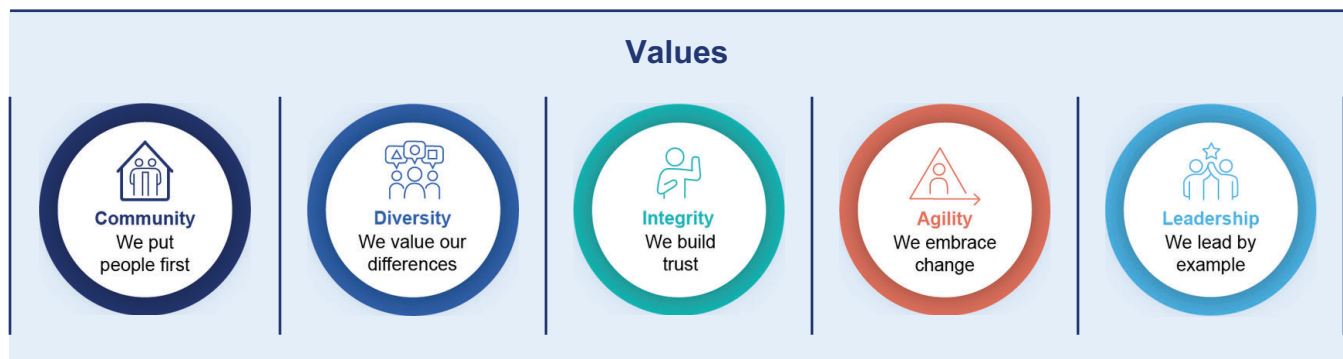 Values
Community
We put
people first
Diversity
We value our
differences
Integrity
We build
trust
Agility
We embrace
change
Leadership
We lead by
example